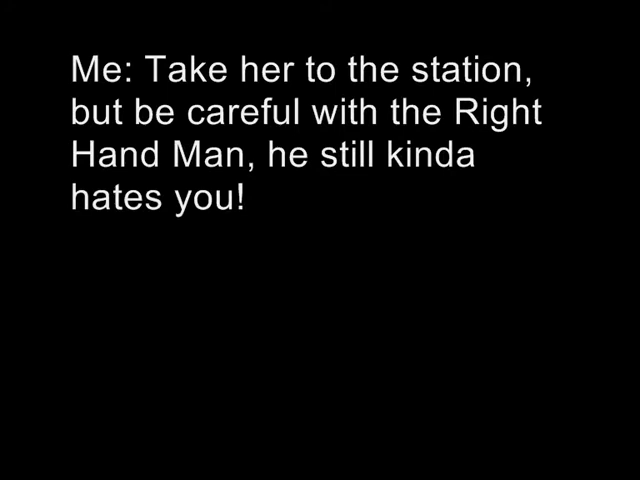 Me: Take her to the station,
but be careful with the Right
Hand Man, he still kinda
hates you!